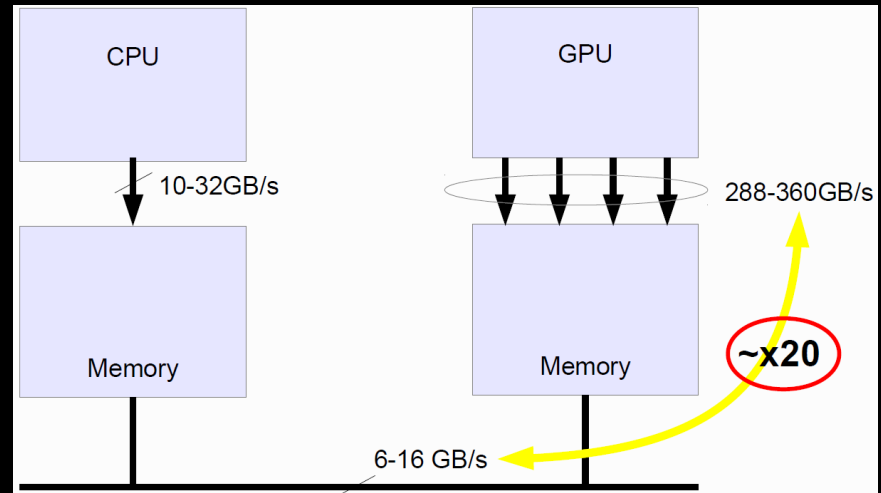 CPU
GPU
10-32GB/s
288-360GB/s
Memory
Memory
~x20
6-16 GB/s